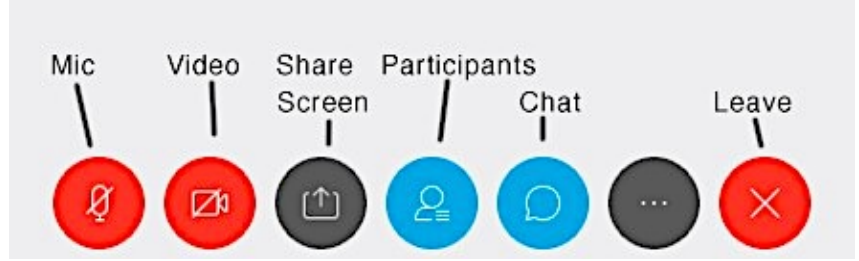 Mic
Video
Share
Screen
Participants
Chat
Leave